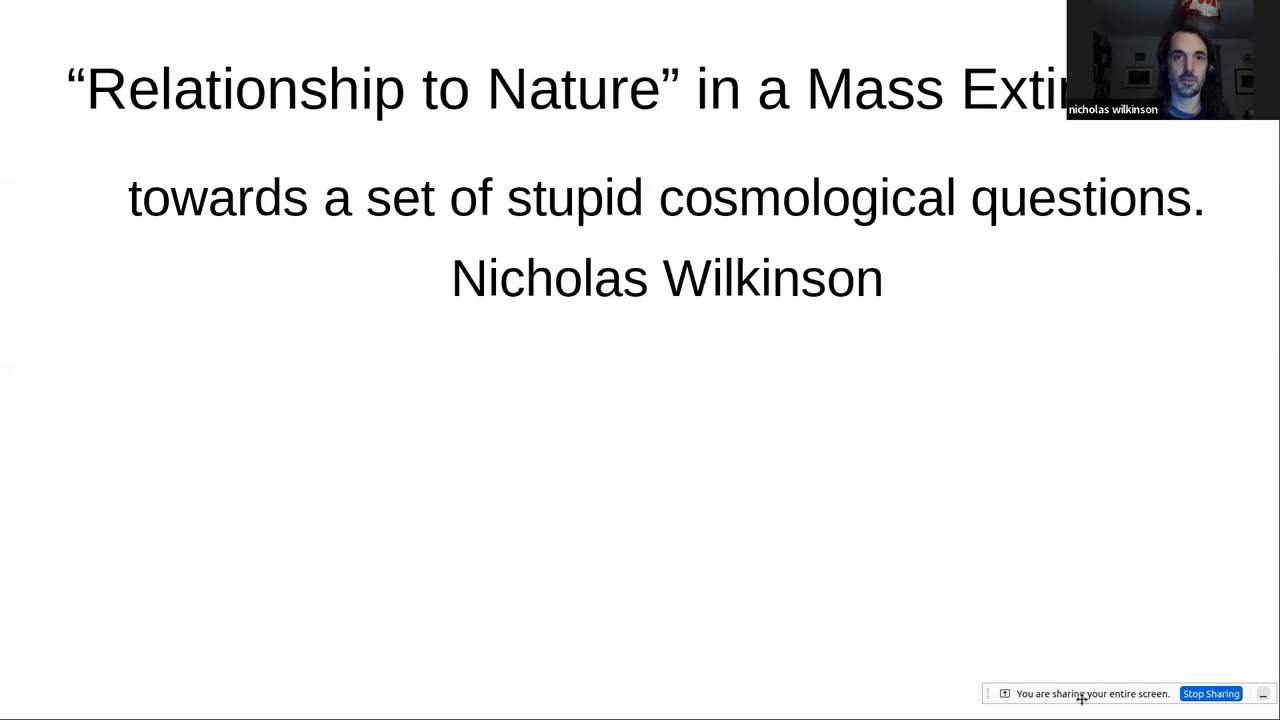 “Relationship to Nature” in a Mass
nicholas wilkinson
towards a set of stupid cosmological questions.
Nicholas Wilkinson
You are sharing your entire screen.
Stop Sharing